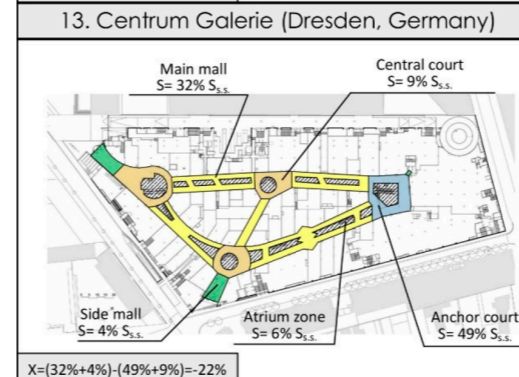 13. Centrum Galerie (Dresden, Germany)
Main mall
S= 32% Sₛ.ₛ.
Central court
S= 9% Sₛ.ₛ.
Side mall
S= 4% Sₛ.ₛ.
Atrium zone
S= 6% Sₛ.ₛ.
Anchor court
S= 49% Sₛ.ₛ.
X=(32%+4%)-(49%+9%)=-22%